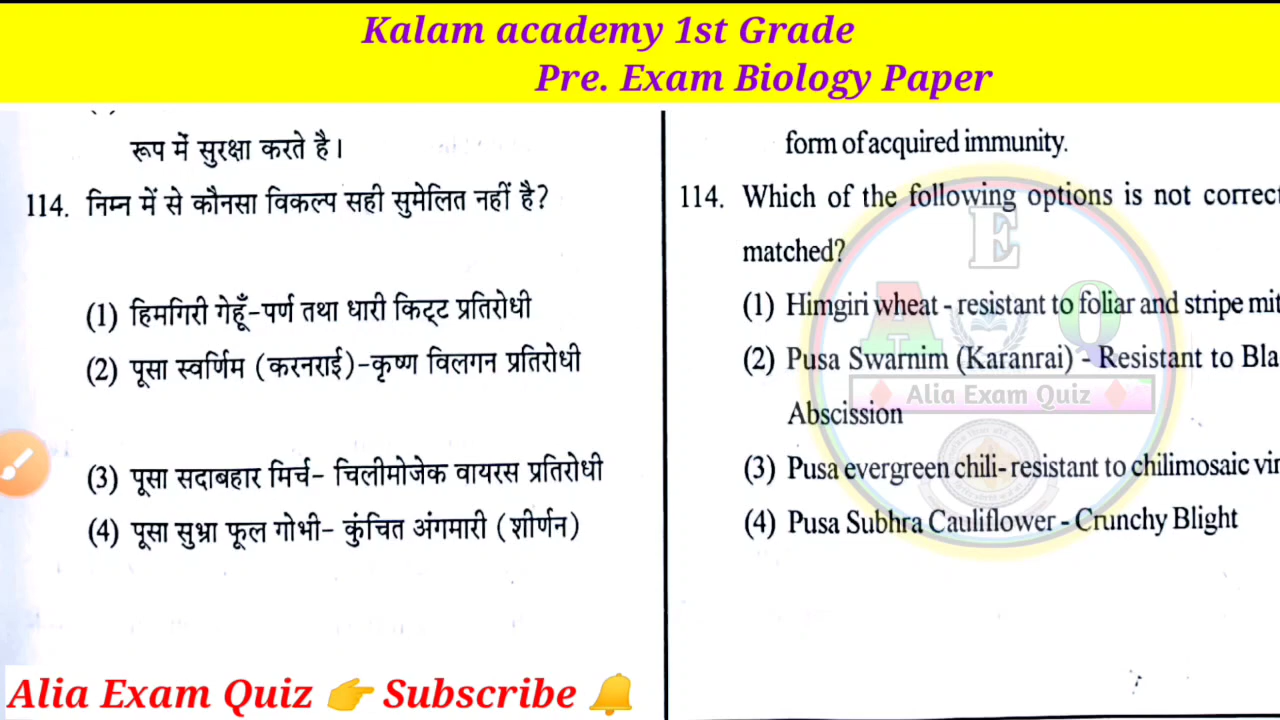 Kalam academy 1st Grade
Pre. Exam Biology Paper
रूप में सुरक्षा करते है।
114. निम्न में से कौनसा विकल्प सही सुमेलित नहीं है?
(1) हिमगिरी गेहूँ-पर्ण तथा धारी किट्ट प्रतिरोधी
(2) पूसा स्वर्णिम (करनराई)-कृष्ण विलगन प्रतिरोधी
(3) पूसा सदाबहार मिर्च- चिलीमोजेक वायरस प्रतिरोधी
(4) पूसा सुभ्रा फूल गोभी- कुंचित अंगमारी (शीर्णन)
form of acquired immunity.
114. Which of the following options is not correct
matched?
(1) Himgiri wheat - resistant to foliar and stripe mit
(2) Pusa Swarnim (Karanrai) - Resistant to Bla
Abscission
(3) Pusa evergreen chili- resistant to chilimosaic vir
(4) Pusa Subhra Cauliflower - Crunchy Blight
E
A Q
Alia Exam Quiz
Alia Exam Quiz 👉 Subscribe 🔔